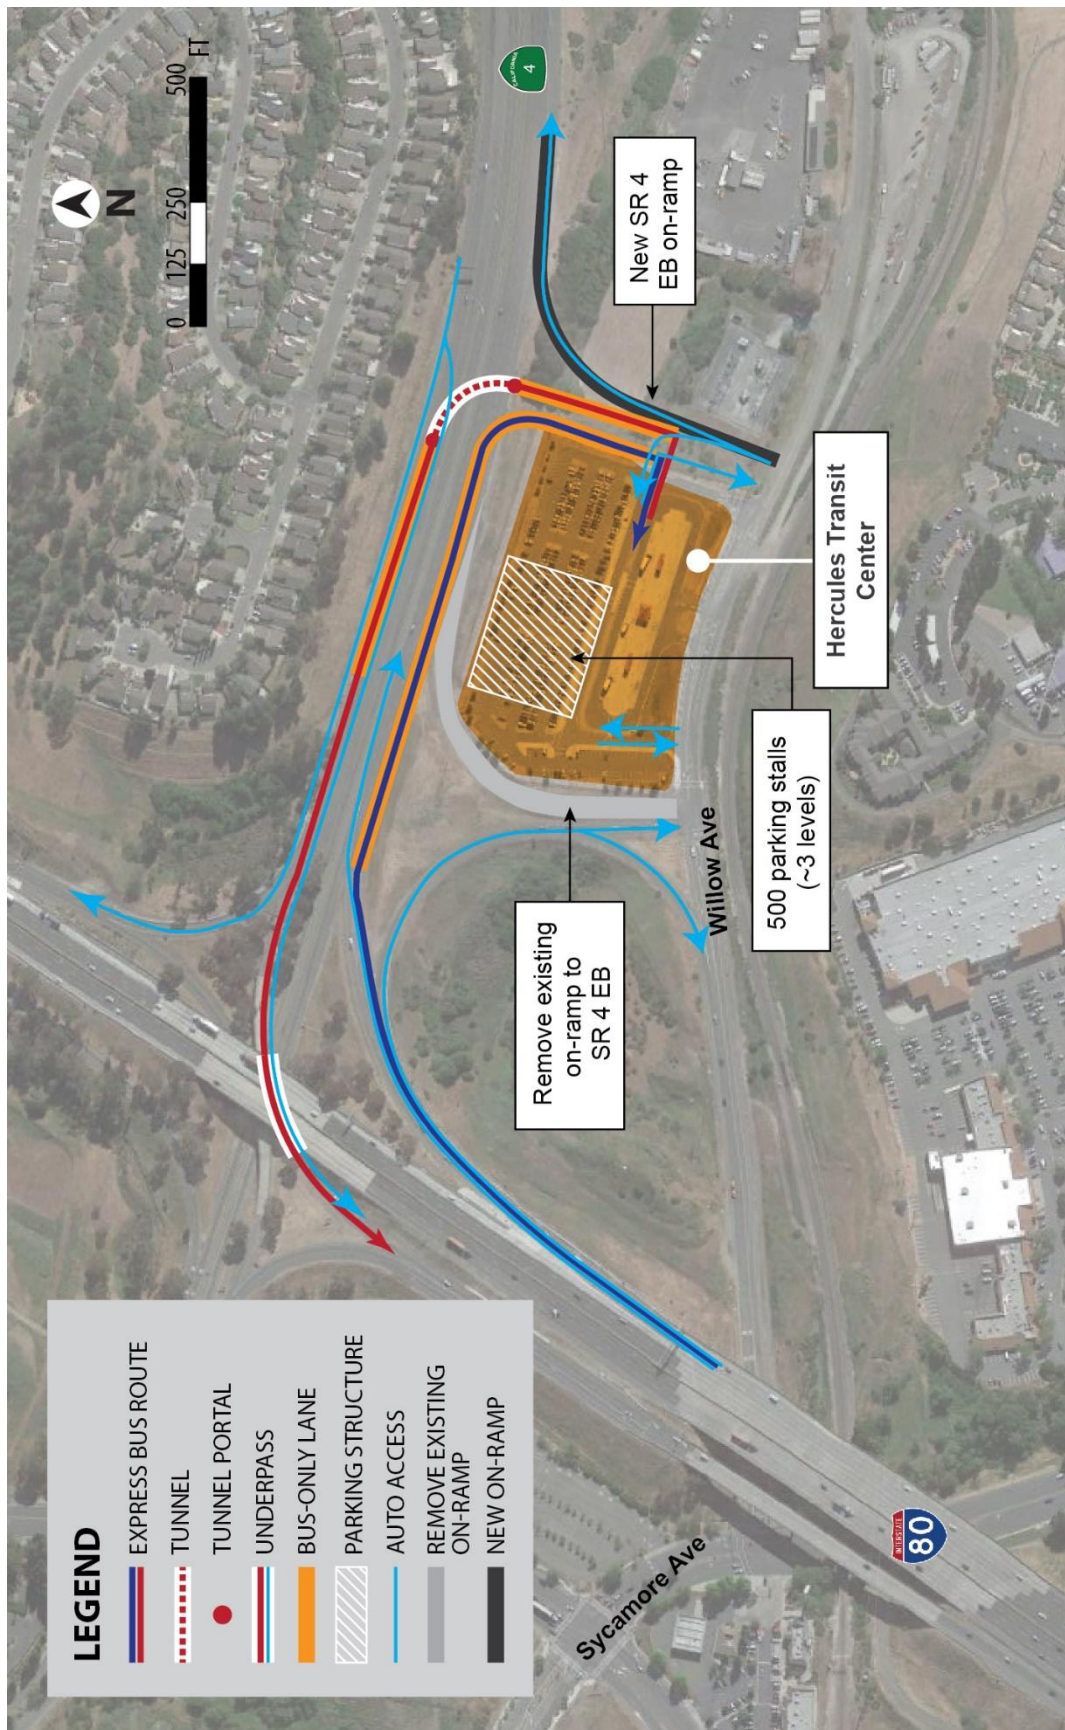 LEGEND
EXPRESS BUS ROUTE
TUNNEL
TUNNEL PORTAL
UNDERPASS
BUS-ONLY LANE
PARKING STRUCTURE
AUTO ACCESS
REMOVE EXISTING
ON-RAMP
NEW ON-RAMP
N
0 125 250 500
FT
CALIFORNIA
4
New SR 4
EB on-ramp
Remove existing
on-ramp to
SR 4 EB
Willow Ave
500 parking stalls
(~3 levels)
Hercules Transit
Center
Sycamore Ave
INTERSTATE
80